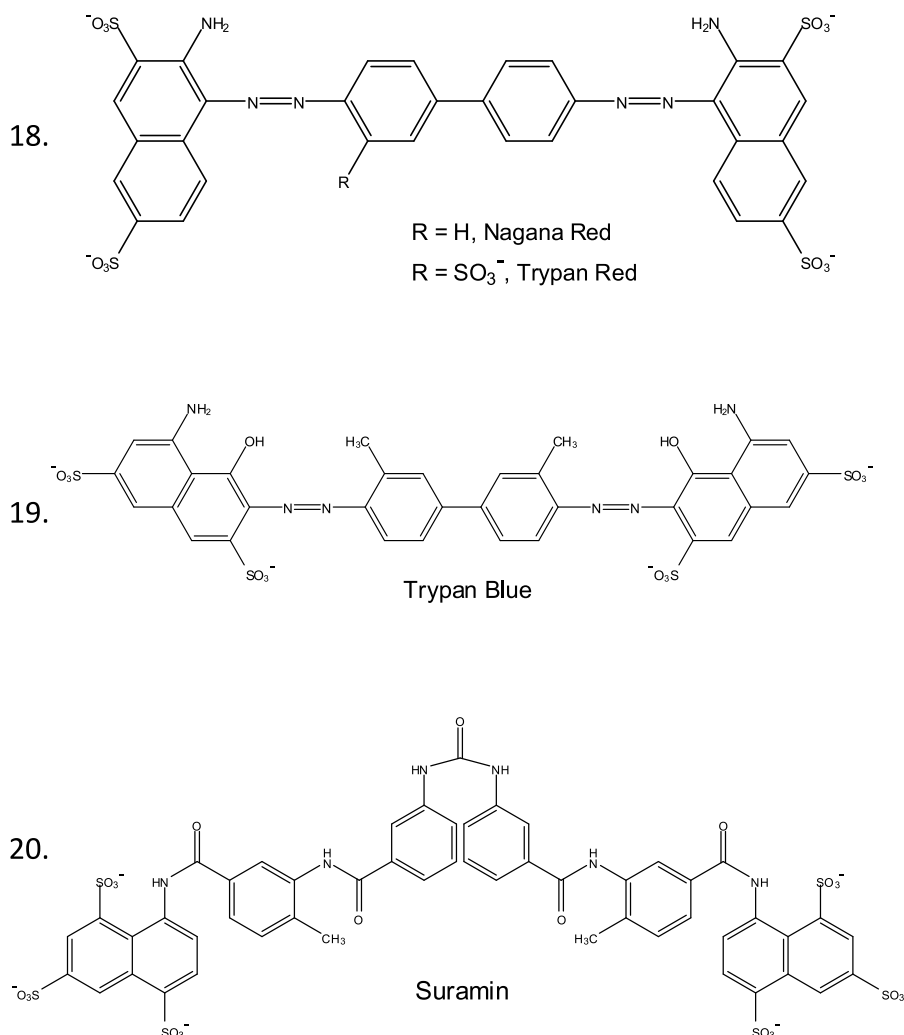 SO₃⁻ NH₂ H₂N SO₃⁻
18.
N N N N
R
⁻O₃S SO₃⁻
R = H, Nagana Red
R = SO₃⁻, Trypan Red
NH₂ H₂N
OH H₃C CH₃ HO
⁻O₃S SO₃⁻
19.
N N N N
SO₃⁻ ⁻O₃S
Trypan Blue
O
HN NH
20.
O H N HN O
SO₃⁻ HN O O NH SO₃⁻
CH₃ H₃C
⁻O₃S SO₃⁻
SO₃⁻ SO₃⁻
Suramin